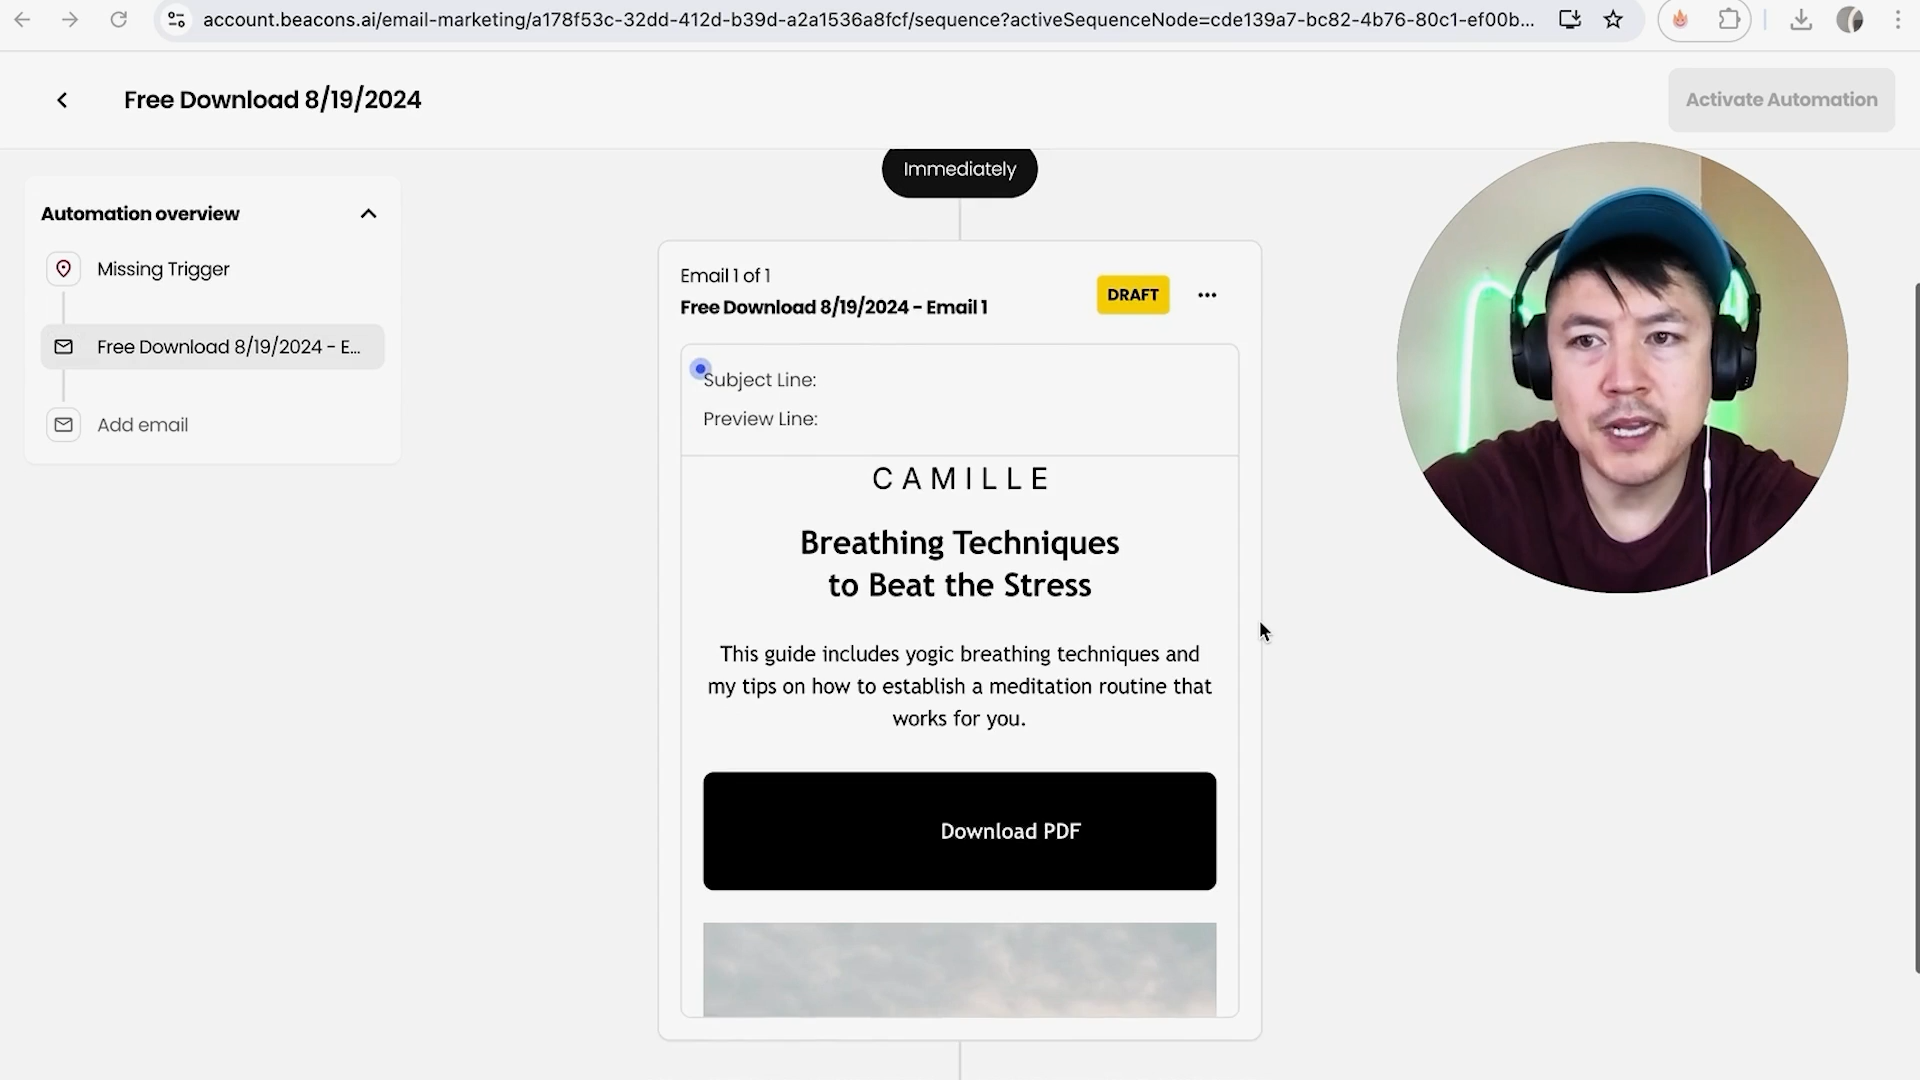 account.beacons.ai/email-marketing/a178f53c-32dd-412d-b39d-a2a1536a8fcf/sequence?activeSequenceNode=cde139a7-bc82-4b76-80c1-ef00b...
Free Download 8/19/2024
Activate Automation
Immediately
Automation overview
Missing Trigger
Free Download 8/19/2024 - E...
Add email
Email 1 of 1
Free Download 8/19/2024 - Email 1
DRAFT
Subject Line:
Preview Line:
CAMILLE
Breathing Techniques
to Beat the Stress
This guide includes yogic breathing techniques and
my tips on how to establish a meditation routine that
works for you.
Download PDF